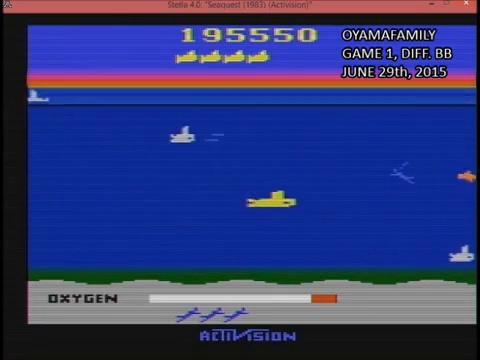 Stella 4.0: "Seaquest (1983) (Activision)"
195550
OYAMAFAMILY
GAME 1, DIFF. BB
JUNE 29th, 2015
OXYGEN
ACTIVISION